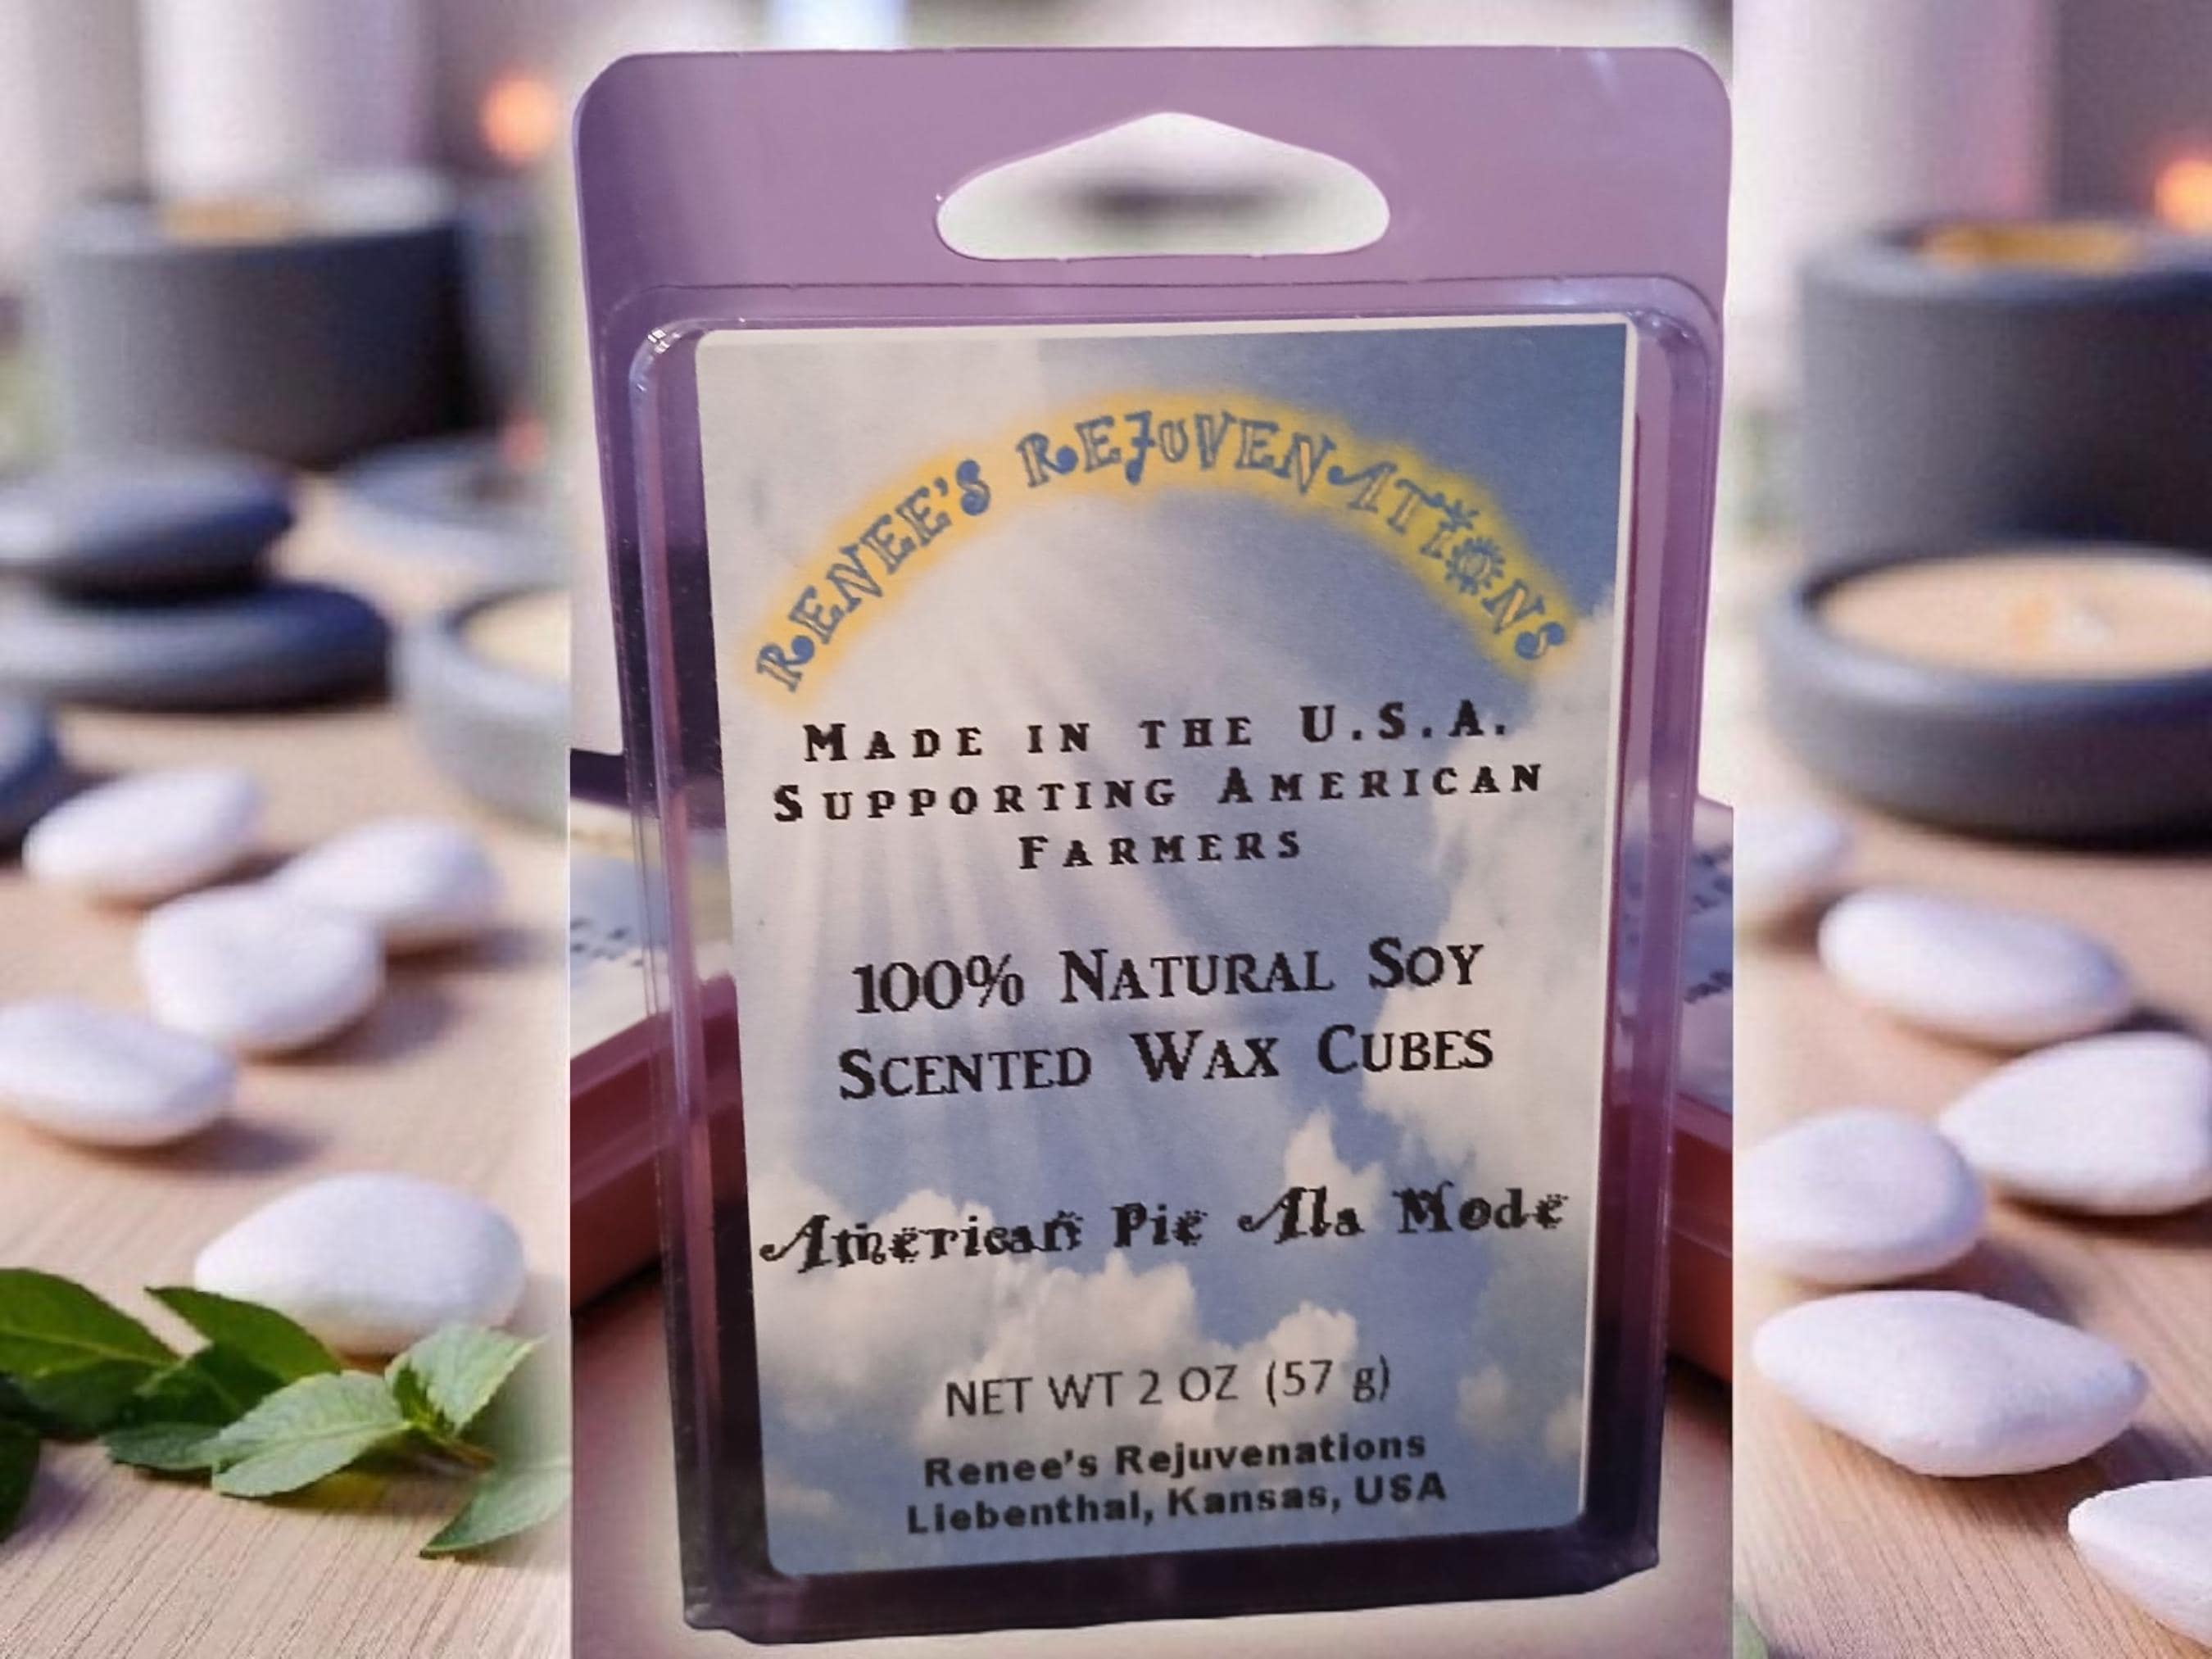 RENEE'S REJUVENATIONS
MADE IN THE U.S.A.
SUPPORTING AMERICAN
FARMERS
100% NATURAL SOY
SCENTED WAX CUBES
American Pie Ala Mode
NET WT 2 OZ (57 g)
Renee's Rejuvenations
Liebenthal, Kansas, USA